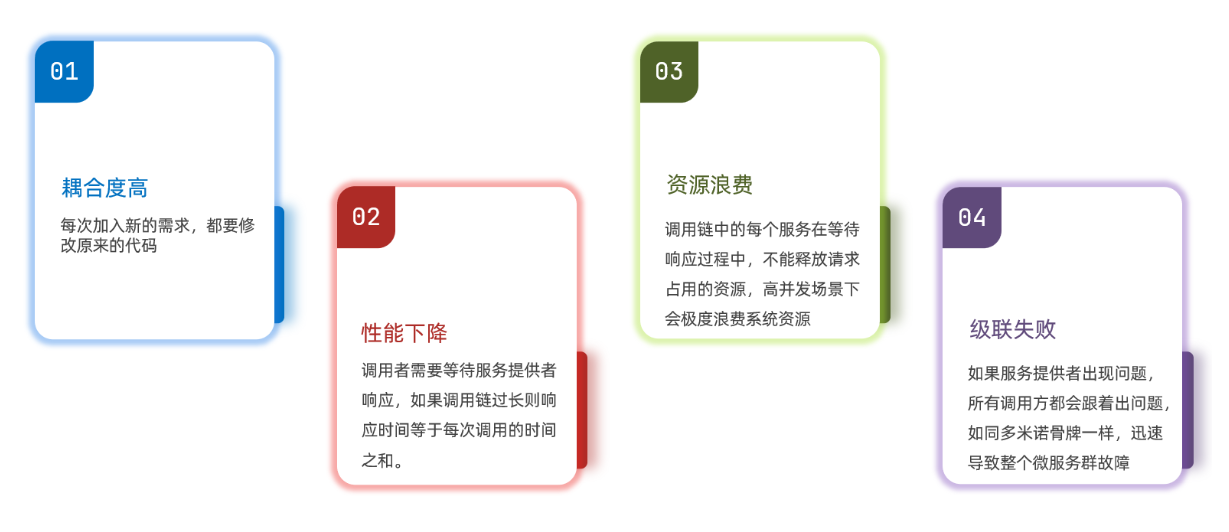 01
耦合度高
每次加入新的需求，都要修
改原来的代码
02
性能下降
调用者需要等待服务提供者
响应，如果调用链过长则响
应时间等于每次调用的时间
之和。
03
资源浪费
调用链中的每个服务在等待
响应过程中，不能释放请求
占用的资源，高并发场景下
会极度浪费系统资源
04
级联失败
如果服务提供者出现问题，
所有调用方都会跟着出问题，
如同多米诺骨牌一样，迅速
导致整个微服务群故障